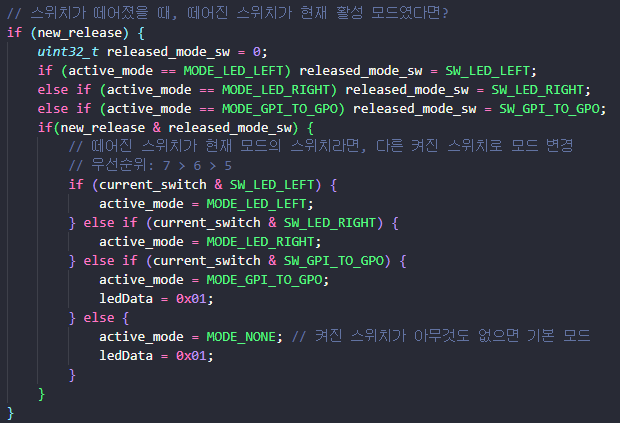 // 스위치가 떼어졌을 때, 떼어진 스위치가 현재 활성 모드였다면?
if (new_release) {
uint32_t released_mode_sw = 0;
if (active_mode == MODE_LED_LEFT) released_mode_sw = SW_LED_LEFT;
else if (active_mode == MODE_LED_RIGHT) released_mode_sw = SW_LED_RIGHT;
else if (active_mode == MODE_GPI_TO_GPO) released_mode_sw = SW_GPI_TO_GPO;
if(new_release & released_mode_sw) {
// 떼어진 스위치가 현재 모드의 스위치라면, 다른 켜진 스위치로 모드 변경
// 우선순위: 7 > 6 > 5
if (current_switch & SW_LED_LEFT) {
active_mode = MODE_LED_LEFT;
} else if (current_switch & SW_LED_RIGHT) {
active_mode = MODE_LED_RIGHT;
} else if (current_switch & SW_GPI_TO_GPO) {
active_mode = MODE_GPI_TO_GPO;
ledData = 0x01;
} else {
active_mode = MODE_NONE; // 켜진 스위치가 아무것도 없으면 기본 모드
ledData = 0x01;
}
}
}